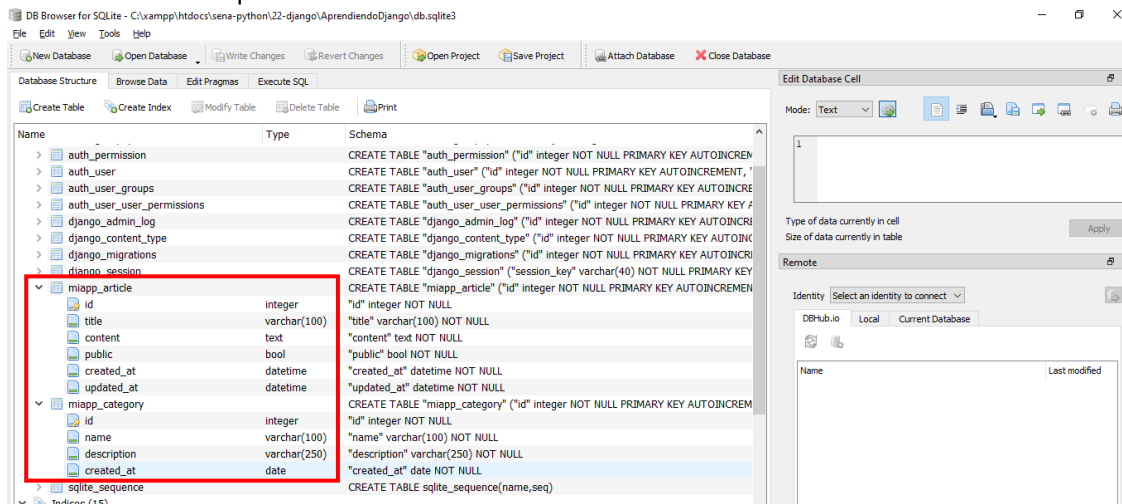 DB Browser for SQLite - C:\xampp\htdocs\sena-python\22-django\AprendiendoDjango\db.sqlite3
File Edit View Tools Help
New Database Open Database Write Changes Revert Changes Open Project Save Project Attach Database Close Database
Database Structure Browse Data Edit Pragmas Execute SQL
Create Table Create Index Modify Table Delete Table Print
Name Type Schema
auth_permission CREATE TABLE "auth_permission" ("id" integer NOT NULL PRIMARY KEY AUTOINCREM
auth_user CREATE TABLE "auth_user" ("id" integer NOT NULL PRIMARY KEY AUTOINCREMENT, "
auth_user_groups CREATE TABLE "auth_user_groups" ("id" integer NOT NULL PRIMARY KEY AUTOINCRE
auth_user_user_permissions CREATE TABLE "auth_user_user_permissions" ("id" integer NOT NULL PRIMARY KEY A
django_admin_log CREATE TABLE "django_admin_log" ("id" integer NOT NULL PRIMARY KEY AUTOINCRE
django_content_type CREATE TABLE "django_content_type" ("id" integer NOT NULL PRIMARY KEY AUTOINC
django_migrations CREATE TABLE "django_migrations" ("id" integer NOT NULL PRIMARY KEY AUTOINCRE
django_session CREATE TABLE "django_session" ("session_key" varchar(40) NOT NULL PRIMARY KEY
miapp_article CREATE TABLE "miapp_article" ("id" integer NOT NULL PRIMARY KEY AUTOINCREMEN
id integer "id" integer NOT NULL
title varchar(100) "title" varchar(100) NOT NULL
content text "content" text NOT NULL
public bool "public" bool NOT NULL
created_at datetime "created_at" datetime NOT NULL
updated_at datetime "updated_at" datetime NOT NULL
miapp_category CREATE TABLE "miapp_category" ("id" integer NOT NULL PRIMARY KEY AUTOINCREM
id integer "id" integer NOT NULL
name varchar(100) "name" varchar(100) NOT NULL
description varchar(250) "description" varchar(250) NOT NULL
created_at date "created_at" date NOT NULL
sqlite_sequence CREATE TABLE sqlite_sequence(name,seq)
Indices (15)
Edit Database Cell
Mode: Text
1
Type of data currently in cell
Size of data currently in table
Apply
Remote
Identity Select an identity to connect
DBHub.io Local Current Database
Name Last modified